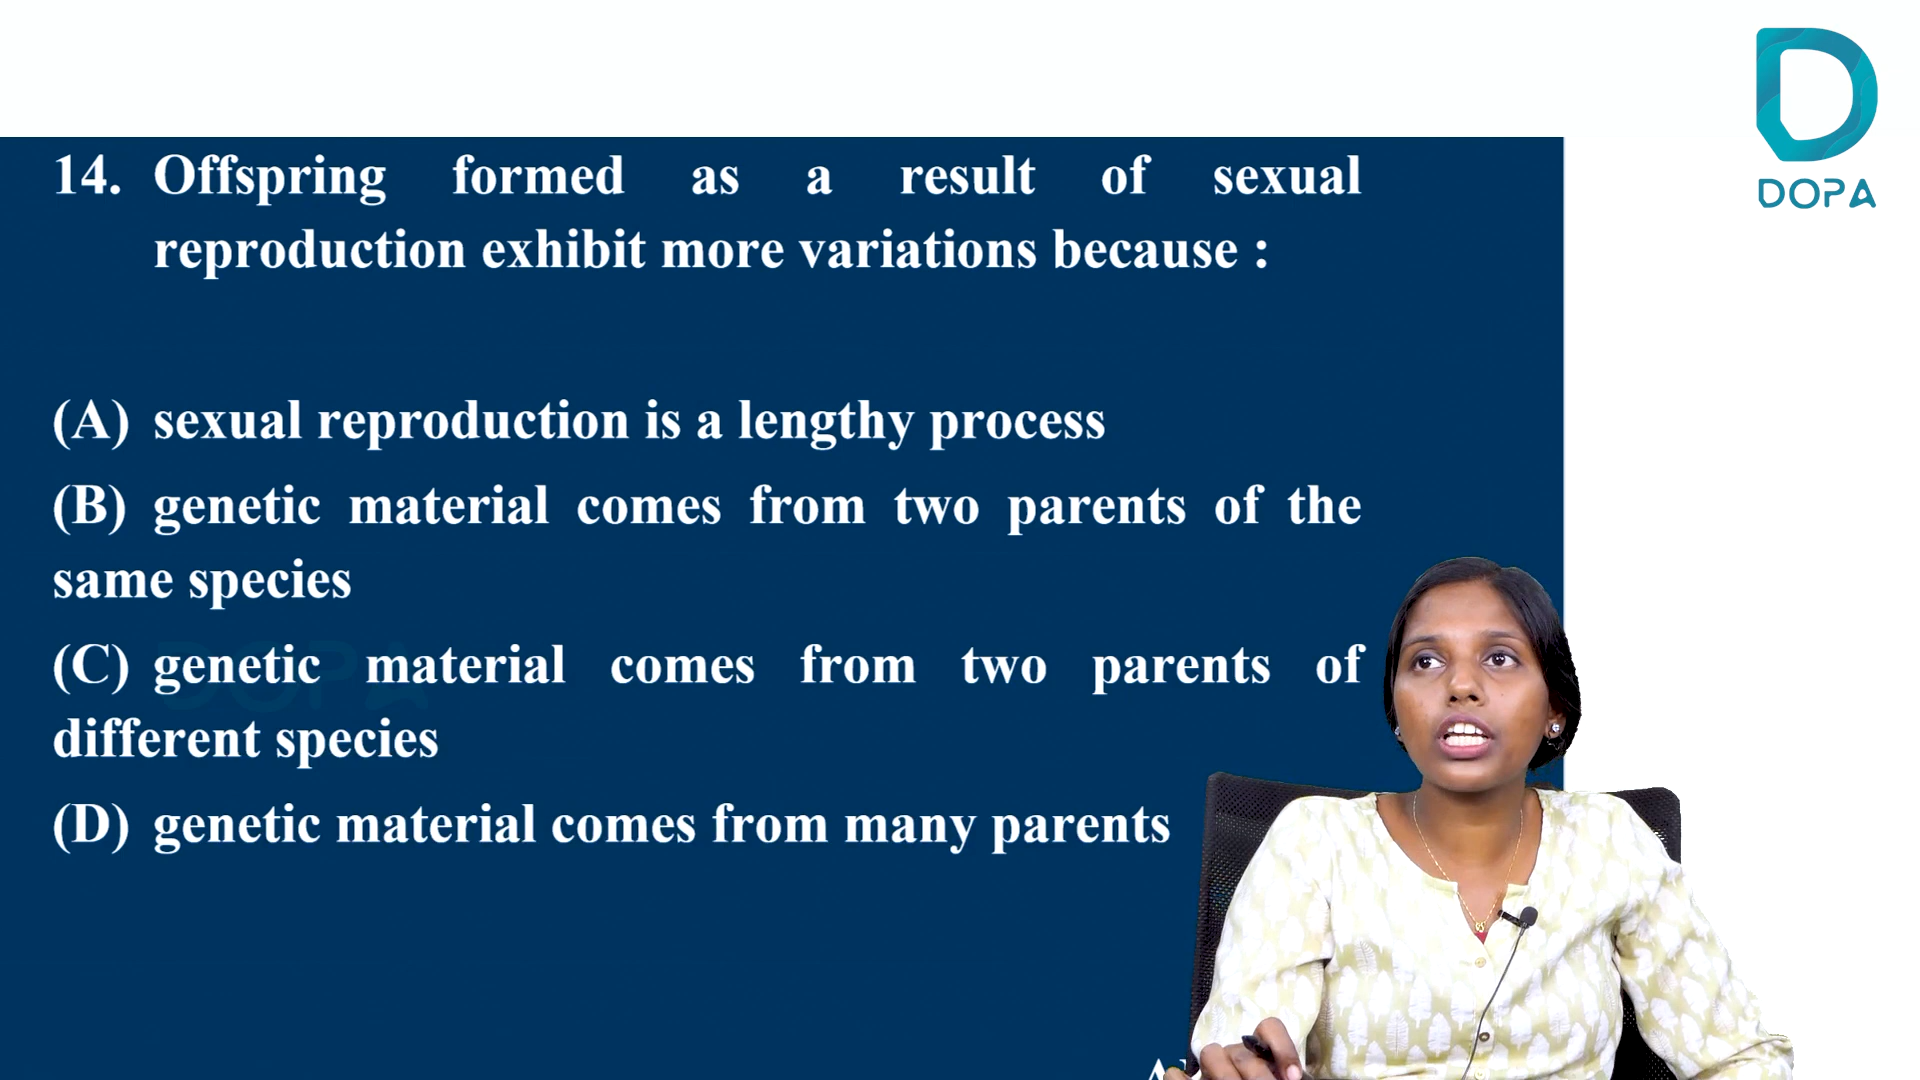 14. Offspring formed as a result of sexual
reproduction exhibit more variations because :
(A) sexual reproduction is a lengthy process
(B) genetic material comes from two parents of the
same species
(C) genetic material comes from two parents of
different species
(D) genetic material comes from many parents
DOPA
DOPA